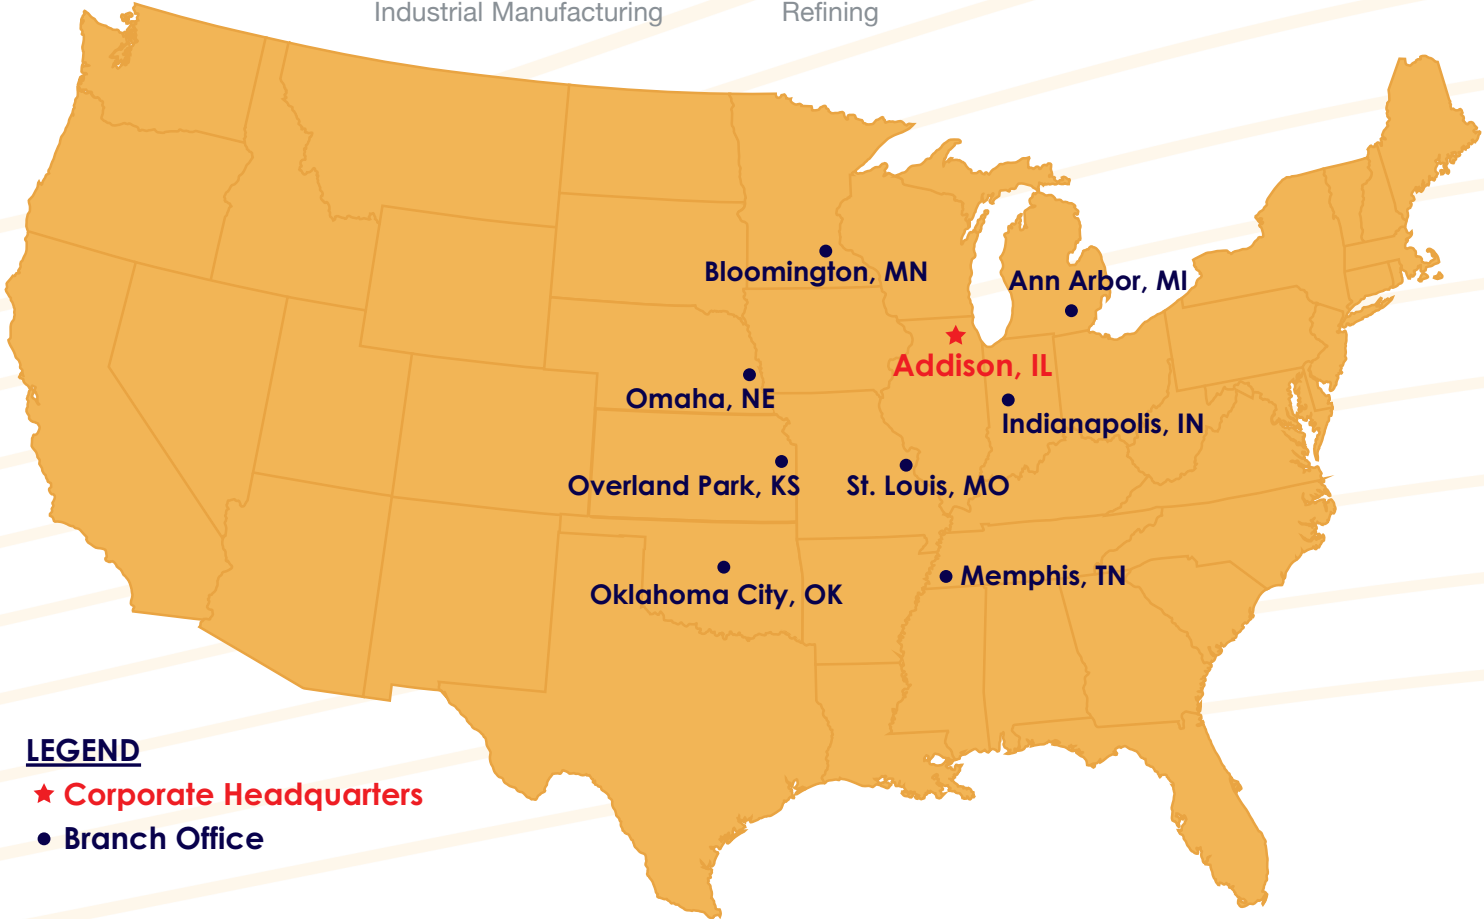 Industrial Manufacturing
Refining
Bloomington, MN
Ann Arbor, MI
Addison, IL
Omaha, NE
Indianapolis, IN
Overland Park, KS
St. Louis, MO
Memphis, TN
Oklahoma City, OK
LEGEND
Corporate Headquarters
Branch Office